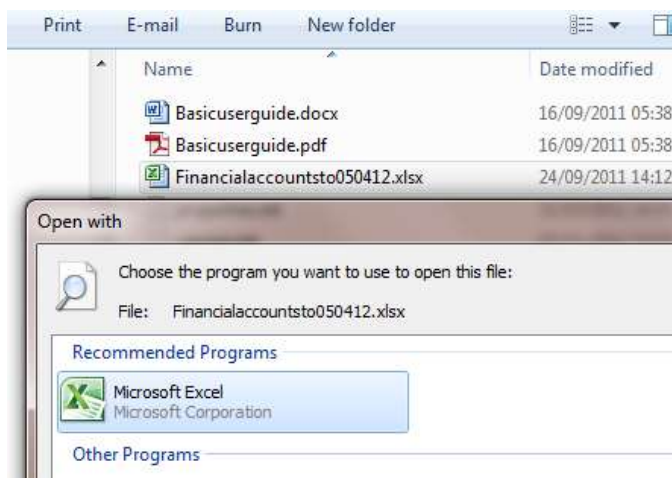 Print E-mail Burn New folder
Name Date modified
Basicuserguide.docx 16/09/2011 05:38
Basicuserguide.pdf 16/09/2011 05:38
Financialaccountsto050412.xlsx 24/09/2011 14:12
Open with
Choose the program you want to use to open this file:
File: Financialaccountsto050412.xlsx
Recommended Programs
Microsoft Excel
Microsoft Corporation
Other Programs